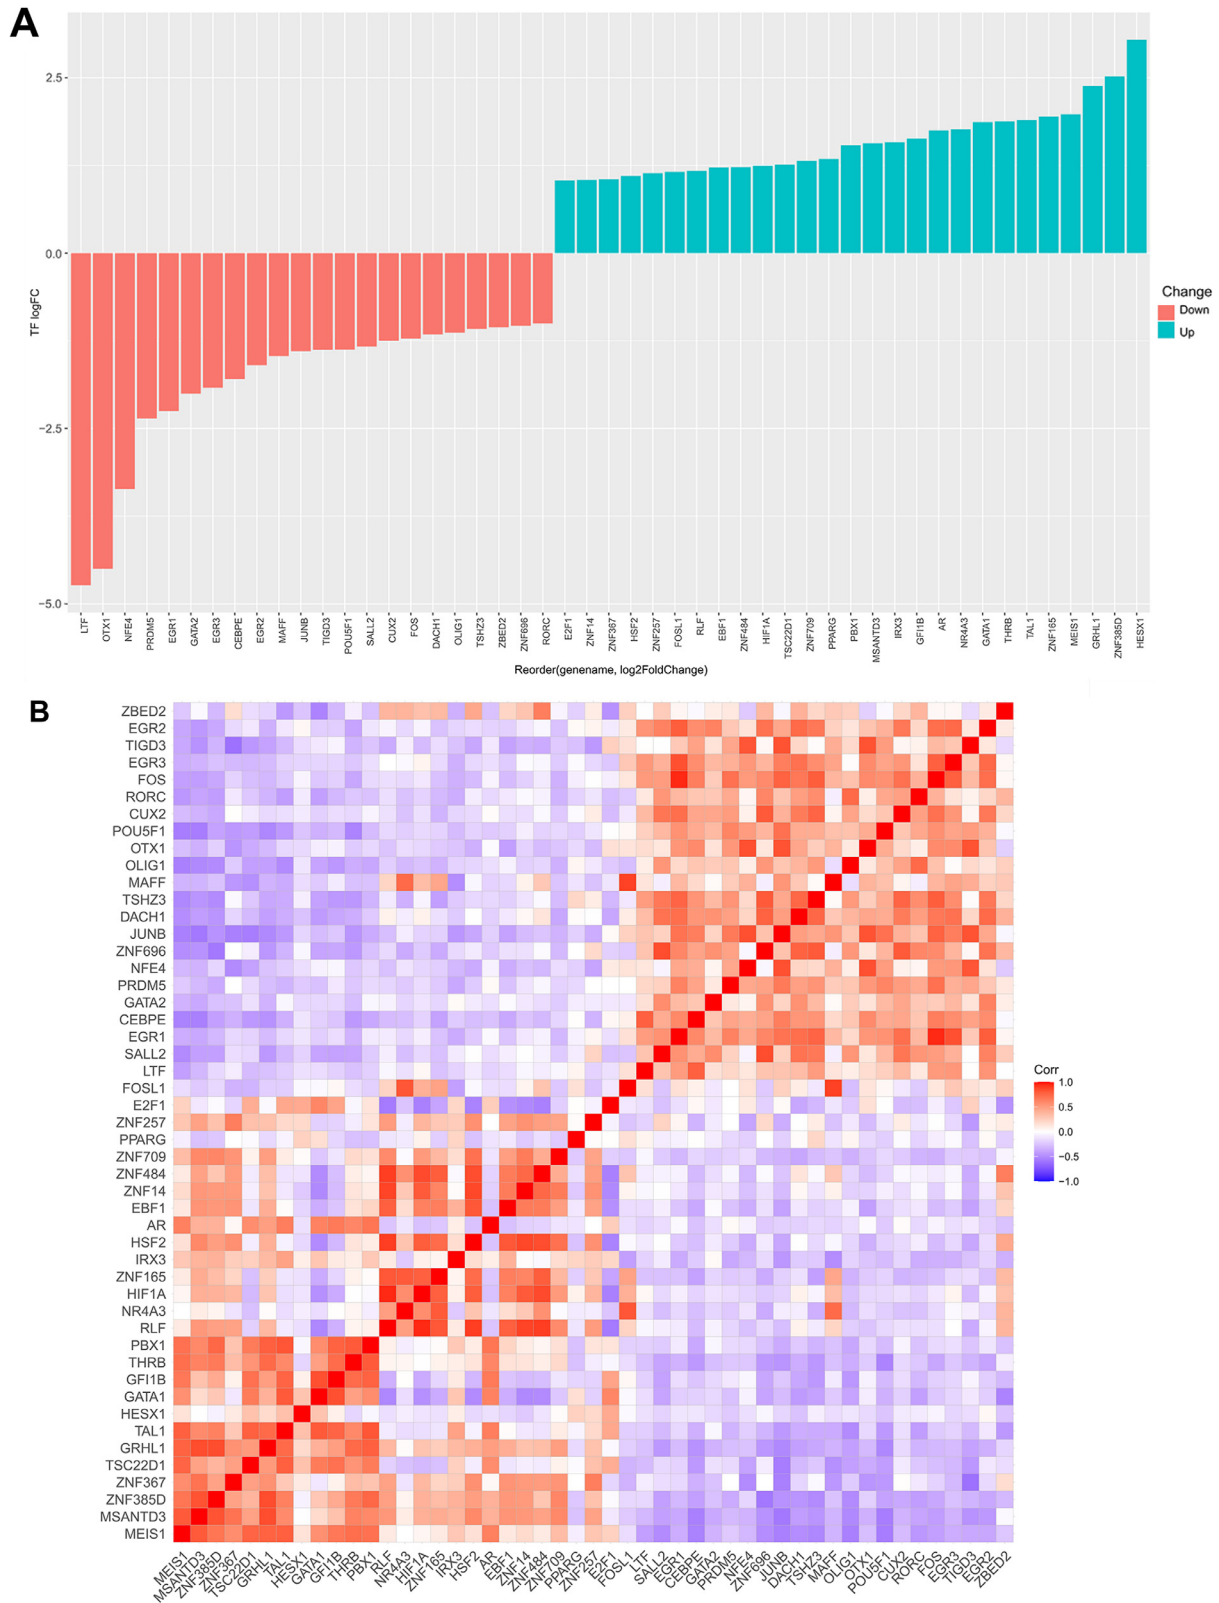 A
2.5
0.0
−2.5
−5.0
TF logFC
LTF
OTX1
NFE4
PRDM5
EGR1
GATA2
EGR3
CEBPE
EGR2
MAFF
JUNB
TIGD3
POU5F1
SALL2
CUX2
FOS
DACH1
OLIG1
TSHZ3
ZBED2
ZNF696
RORC
E2F1
ZNF14
ZNF367
HSF2
ZNF257
FOSL1
RLF
EBF1
ZNF484
HIF1A
TSC22D1
ZNF709
PPARG
PBX1
MSANTD3
IRX3
GFI1B
AR
NR4A3
GATA1
THRB
TAL1
ZNF165
MEIS1
GRHL1
ZNF385D
HESX1
Reorder(genename, log2FoldChange)
Change
Down
Up
B
ZBED2
EGR2
TIGD3
EGR3
FOS
RORC
CUX2
POU5F1
OTX1
OLIG1
MAFF
TSHZ3
DACH1
JUNB
ZNF696
NFE4
PRDM5
GATA2
CEBPE
EGR1
SALL2
LTF
FOSL1
E2F1
ZNF257
PPARG
ZNF709
ZNF484
ZNF14
EBF1
AR
HSF2
IRX3
ZNF165
HIF1A
NR4A3
RLF
PBX1
THRB
GFI1B
GATA1
HESX1
TAL1
GRHL1
TSC22D1
ZNF367
ZNF385D
MSANTD3
MEIS1
MEIS1
MSANTD3
ZNF385D
ZNF367
TSC22D1
GRHL1
TAL1
HESX1
GATA1
GFI1B
THRB
PBX1
RLF
NR4A3
HIF1A
ZNF165
IRX3
HSF2
AR
EBF1
ZNF14
ZNF484
ZNF709
PPARG
ZNF257
E2F1
FOSL1
LTF
SALL2
EGR1
CEBPE
GATA2
PRDM5
NFE4
ZNF696
JUNB
DACH1
TSHZ3
MAFF
OLIG1
OTX1
POU5F1
CUX2
RORC
FOS
EGR3
TIGD3
EGR2
ZBED2
Corr
1.0
0.5
0.0
−0.5
−1.0